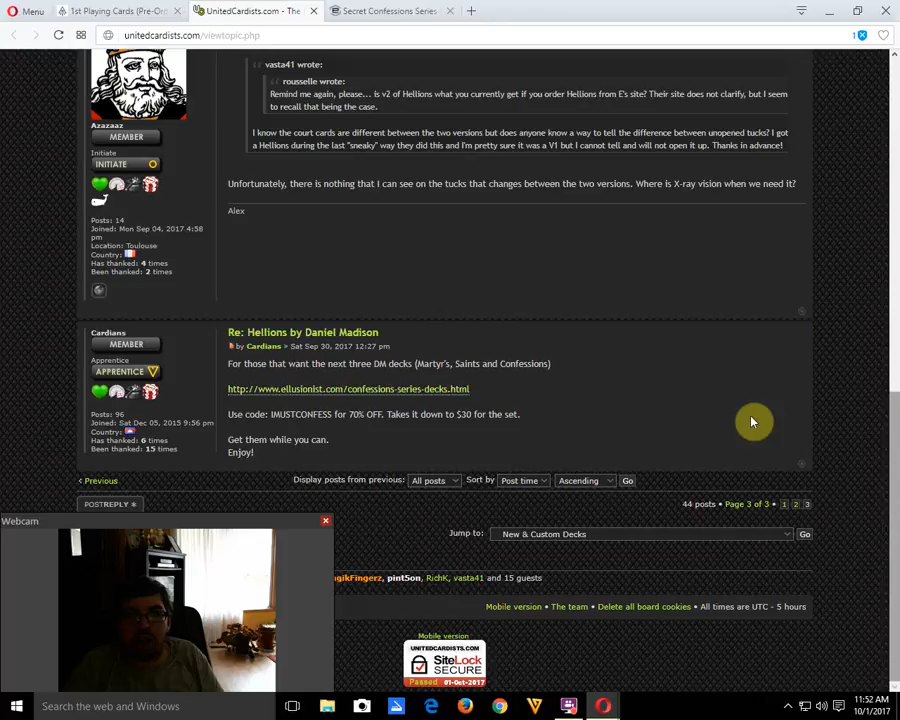 Menu
1st Playing Cards (Pre-Or
UnitedCardists.com - The
Secret Confessions Series
unitedcardists.com/viewtopic.php
1
vasta41 wrote:
rousselle wrote:
Remind me again, please... is v2 of Hellions what you currently get if you order Hellions from E's site? Their site does not clarify, but I seem
to recall that being the case.
I know the court cards are different between the two versions but does anyone know a way to tell the difference between unopened tucks? I got
a Hellions during the last "sneaky" way they did this and I'm pretty sure it was a V1 but I cannot tell and will not open it up. Thanks in advance!
Unfortunately, there is nothing that I can see on the tucks that changes between the two versions. Where is X-ray vision when we need it?
Alex
Azazaaz
MEMBER
Initiate
INITIATE
Posts: 14
Joined: Mon Sep 04, 2017 4:58
pm
Location: Toulouse
Country:
Has thanked: 4 times
Been thanked: 2 times
Cardians
MEMBER
Apprentice
APPRENTICE
Posts: 96
Joined: Sat Dec 05, 2015 9:56 pm
Country:
Has thanked: 6 times
Been thanked: 15 times
Re: Hellions by Daniel Madison
by Cardians » Sat Sep 30, 2017 12:27 pm
For those that want the next three DM decks (Martyr's, Saints and Confessions)
http://www.ellusionist.com/confessions-series-decks.html
Use code: IMUSTCONFESS for 70% OFF. Takes it down to $30 for the set.
Get them while you can.
Enjoy!
Previous
Display posts from previous: All posts Sort by Post time Ascending Go
POSTREPLY
44 posts • Page 3 of 3 • 1 2 3
Webcam
Jump to: New & Custom Decks Go
ngikFingerz, pint5on, RichK, vasta41 and 15 guests
Mobile version • The team • Delete all board cookies • All times are UTC - 5 hours
Mobile version
UNITEDCARDISTS.COM
SiteLock
SECURE
Passed 01-Oct-2017
Search the web and Windows
11:52 AM
10/1/2017